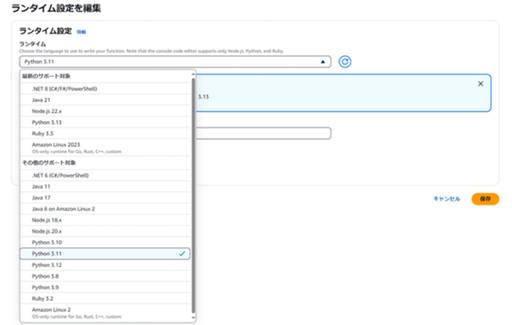 ランタイム設定を編集
ランタイム設定 情報
ランタイム
Choose the language to use to write your function. Note that the console code editor supports only Node.js, Python, and Ruby.
Python 3.11
最新のサポート対象
.NET 8 (C#/F#/PowerShell)
Java 21
Node.js 22.x
Python 3.13
3.13
Ruby 3.3
Amazon Linux 2023
OS-only runtime for Go, Rust, C++, custom
その他のサポート対象
.NET 6 (C#/PowerShell)
Java 11
Java 17
Java 8 on Amazon Linux 2
キャンセル
保存
Node.js 18.x
Node.js 20.x
Python 3.10
Python 3.11
Python 3.12
Python 3.8
Python 3.9
Ruby 3.2
Amazon Linux 2
OS-only runtime for Go, Rust, C++, custom